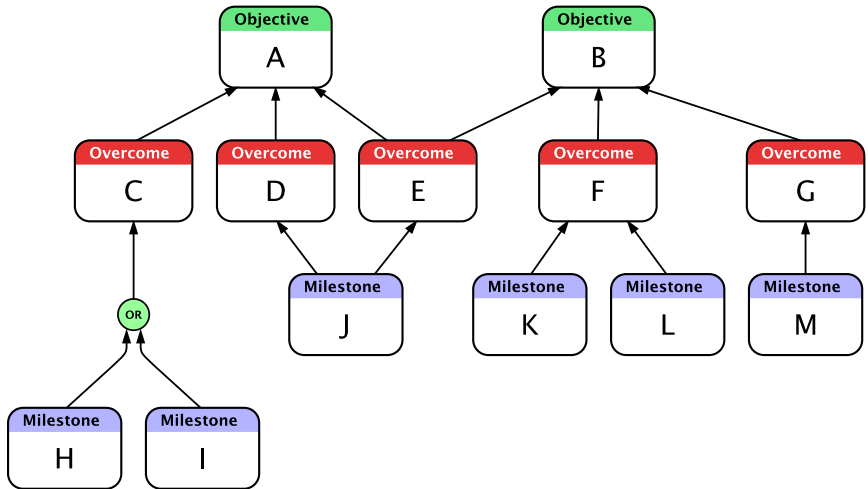 Objective
A
Objective
B
Overcome
C
Overcome
D
Overcome
E
Overcome
F
Overcome
G
Milestone
J
Milestone
K
Milestone
L
Milestone
M
OR
Milestone
H
Milestone
I